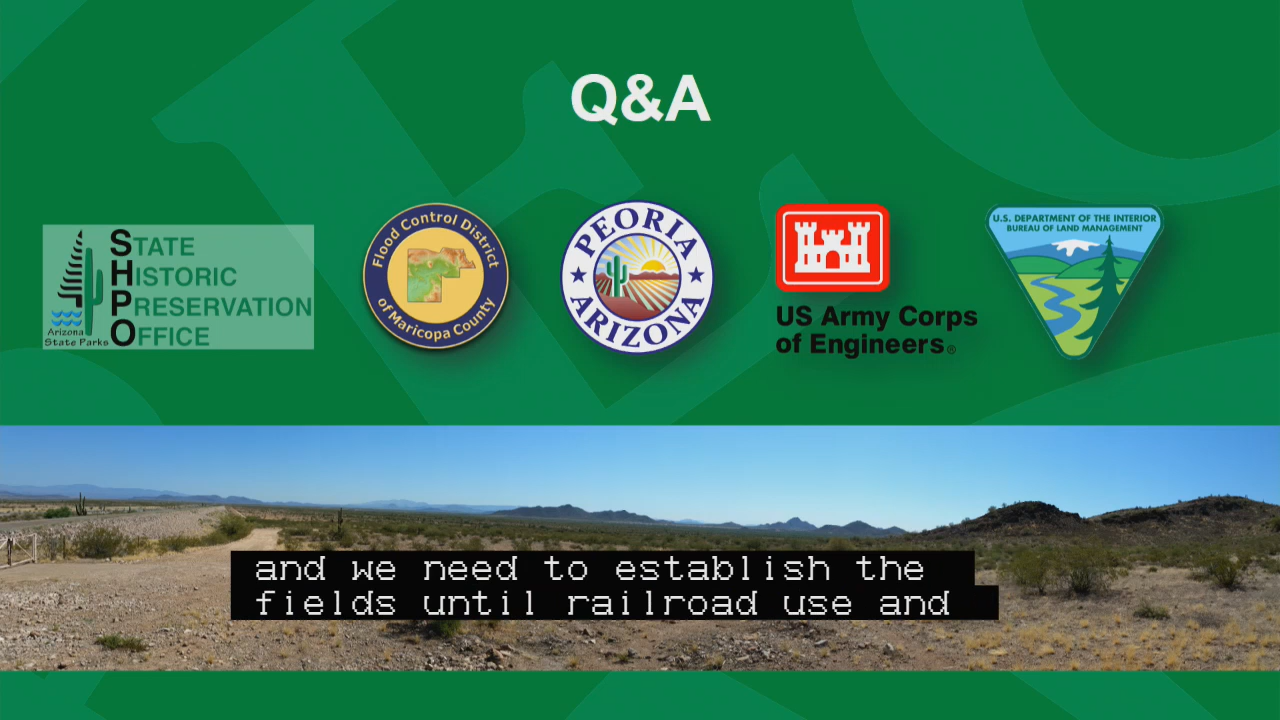 Q&A
STATE
HISTORIC
PRESERVATION
OFFICE
Arizona
State Parks
Flood Control District
of Maricopa County
PEORIA
ARIZONA
US Army Corps
of Engineers®
U.S. DEPARTMENT OF THE INTERIOR
BUREAU OF LAND MANAGEMENT
and we need to establish the
fields until railroad use and